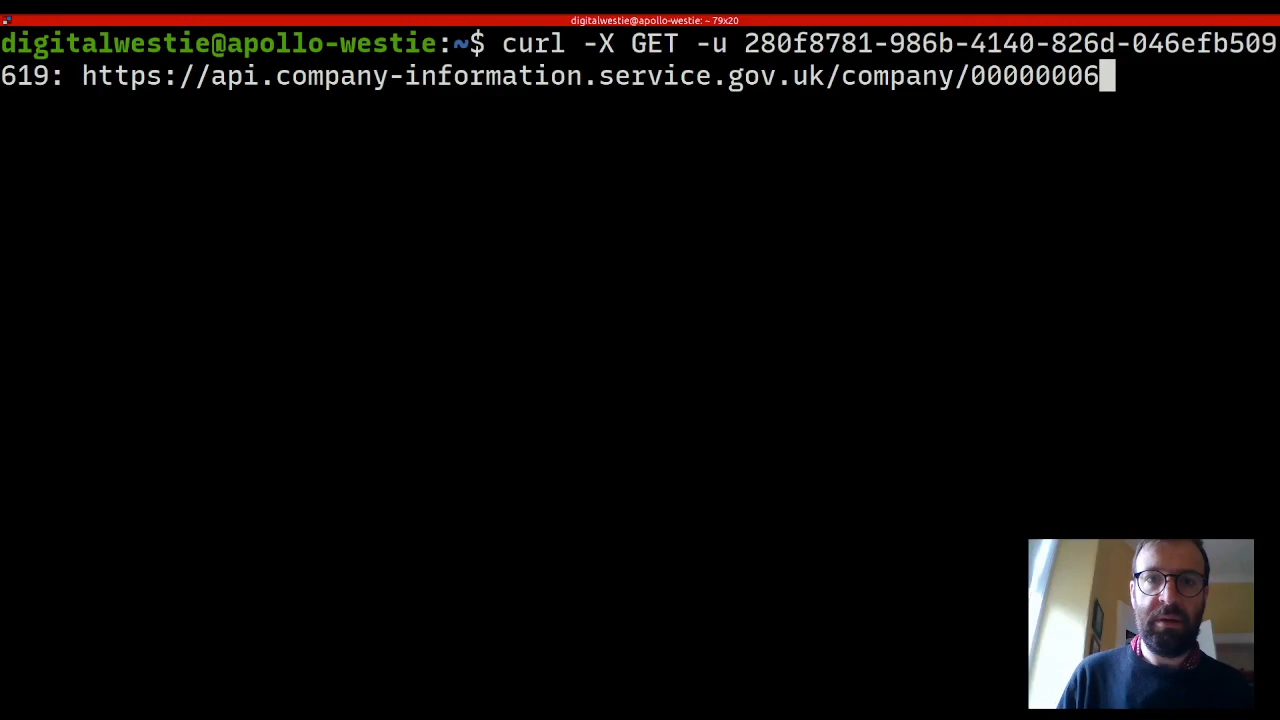 digitalwestie@apollo-westie: ~ 79x20
digitalwestie@apollo-westie:~$ curl -X GET -u 280f8781-986b-4140-826d-046efb509
619: https://api.company-information.service.gov.uk/company/00000006